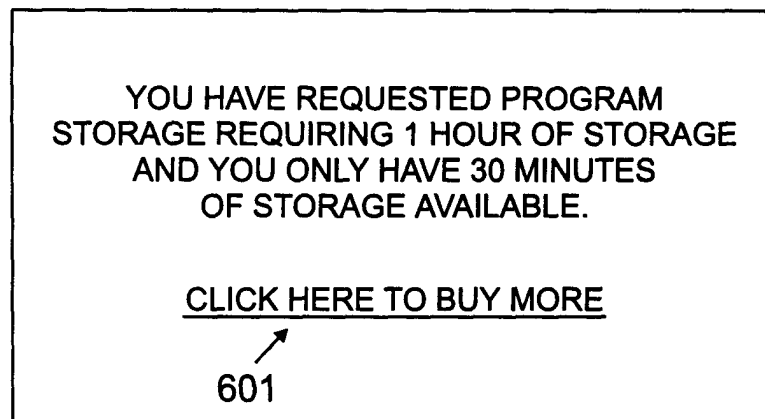 YOU HAVE REQUESTED PROGRAM
STORAGE REQUIRING 1 HOUR OF STORAGE
AND YOU ONLY HAVE 30 MINUTES
OF STORAGE AVAILABLE.
CLICK HERE TO BUY MORE
601